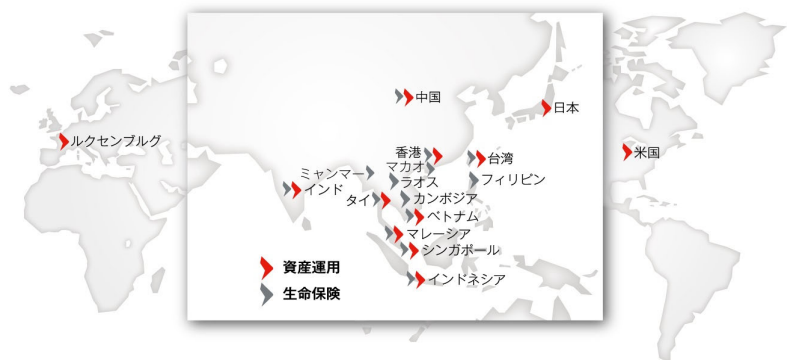 中国
日本
ルクセンブルグ
香港
台湾
米国
マカオ
ミャンマー
ラオス
フィリピン
インド
タイ
カンボジア
ベトナム
マレーシア
シンガポール
資産運用
インドネシア
生命保険